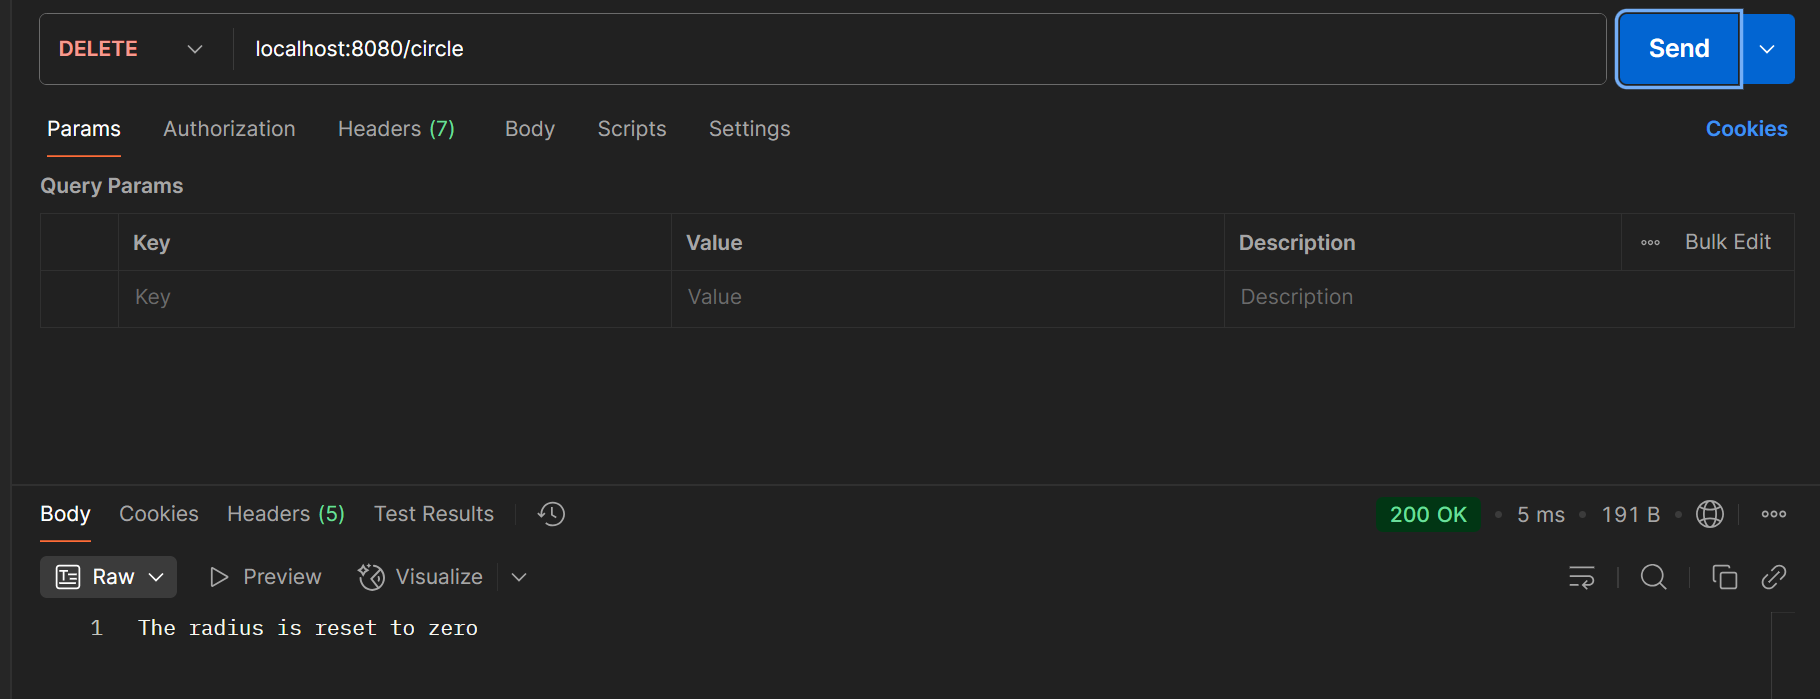 DELETE localhost:8080/circle Send
Params Authorization Headers (7) Body Scripts Settings Cookies
Query Params
Key Value Description Bulk Edit
Key Value Description
Body Cookies Headers (5) Test Results 200 OK 5 ms 191 B
Raw Preview Visualize
1 The radius is reset to zero